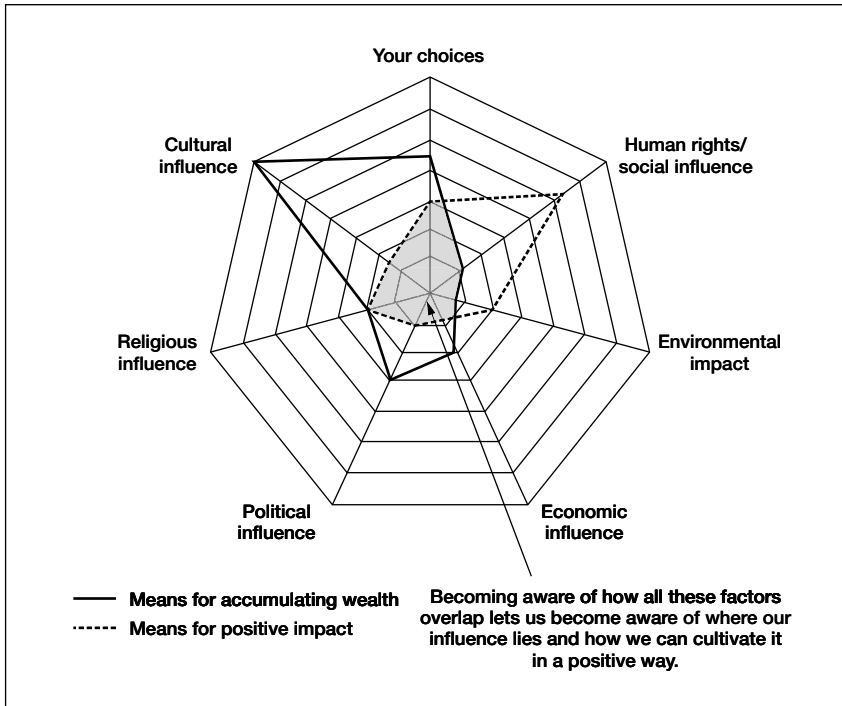 Your choices
Cultural
influence
Human rights/
social influence
Religious
influence
Environmental
impact
Political
influence
Economic
influence
Means for accumulating wealth
Means for positive impact
Becoming aware of how all these factors
overlap lets us become aware of where our
influence lies and how we can cultivate it
in a positive way.